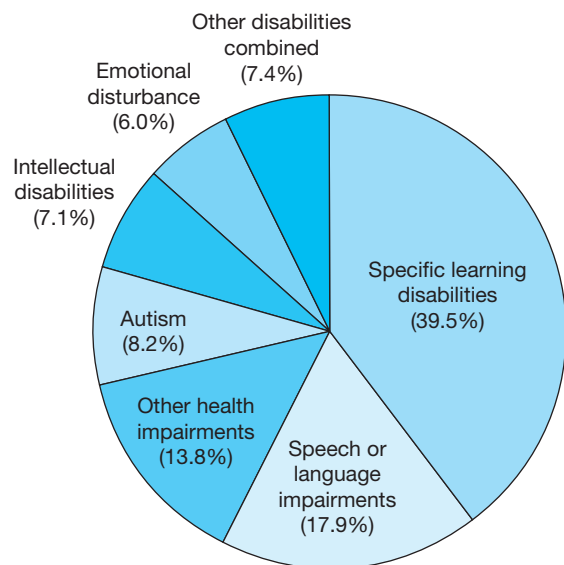 Other disabilities
combined
(7.4%)
Emotional
disturbance
(6.0%)
Intellectual
disabilities
(7.1%)
Specific learning
disabilities
(39.5%)
Autism
(8.2%)
Other health
impairments
(13.8%)
Speech or
language
impairments
(17.9%)